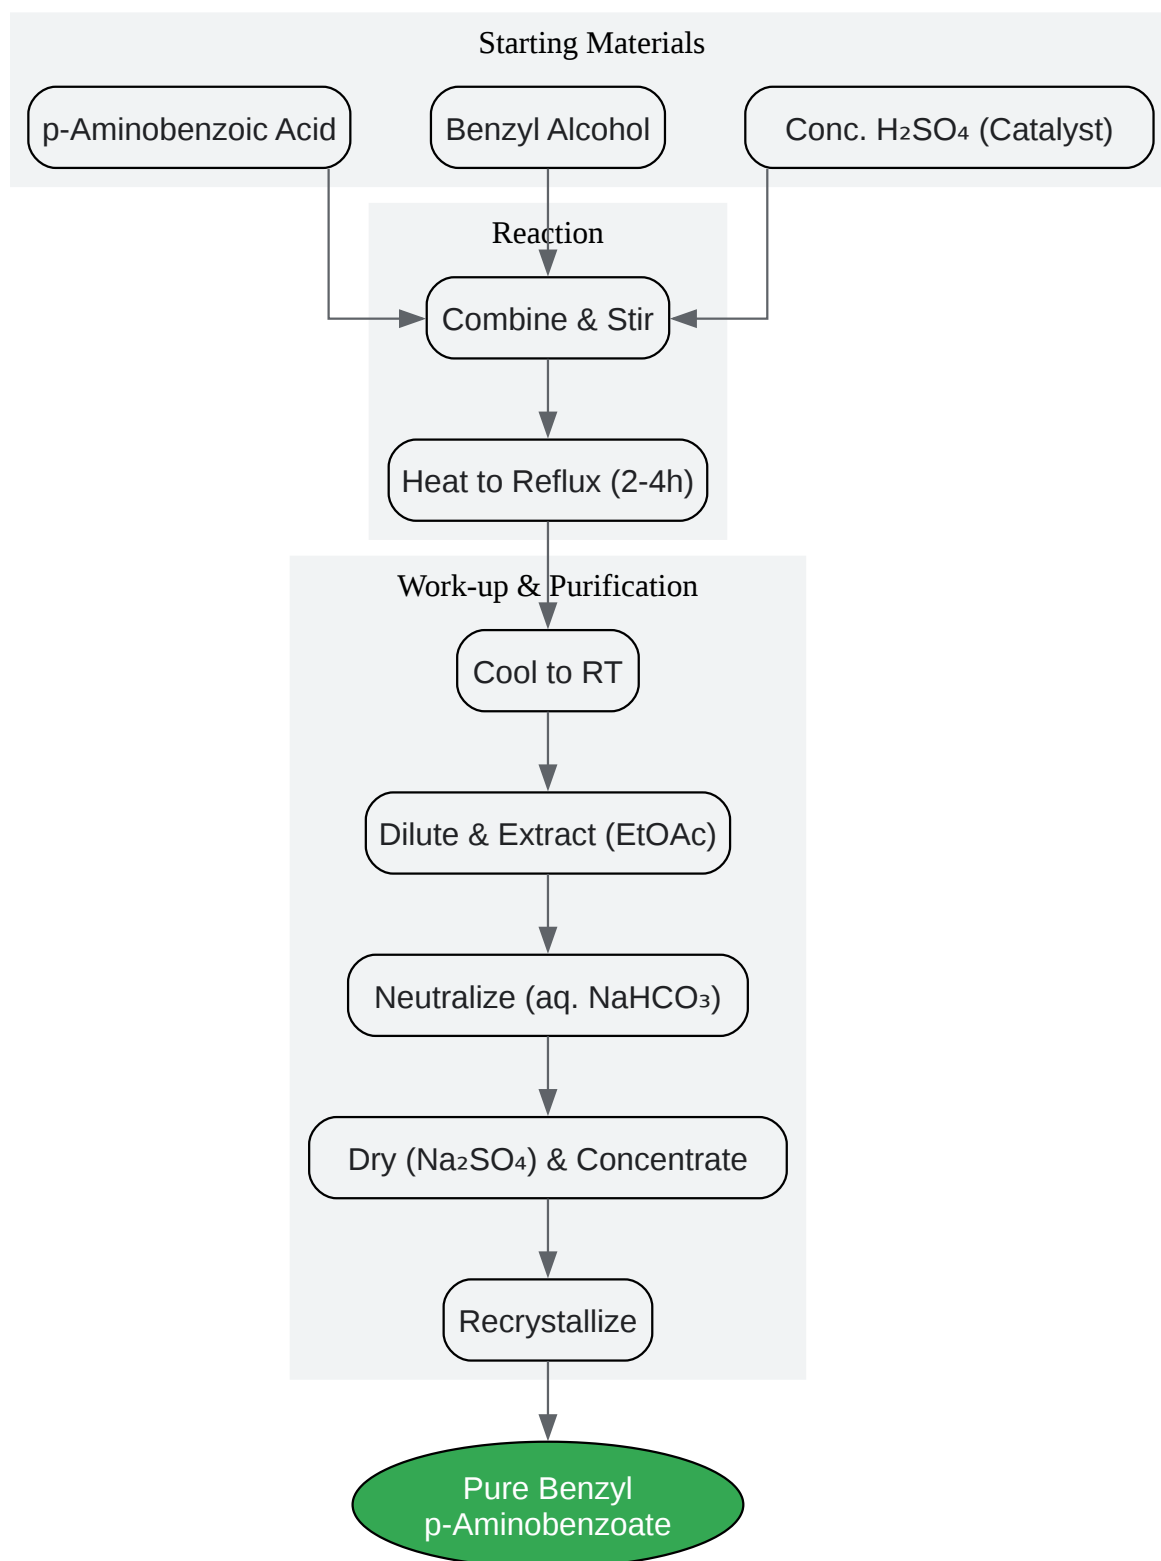 Starting Materials
p-Aminobenzoic Acid
Benzyl Alcohol
Conc. H₂SO₄ (Catalyst)
Reaction
Combine & Stir
Heat to Reflux (2-4h)
Work-up & Purification
Cool to RT
Dilute & Extract (EtOAc)
Neutralize (aq. NaHCO₃)
Dry (Na₂SO₄) & Concentrate
Recrystallize
Pure Benzyl
p-Aminobenzoate